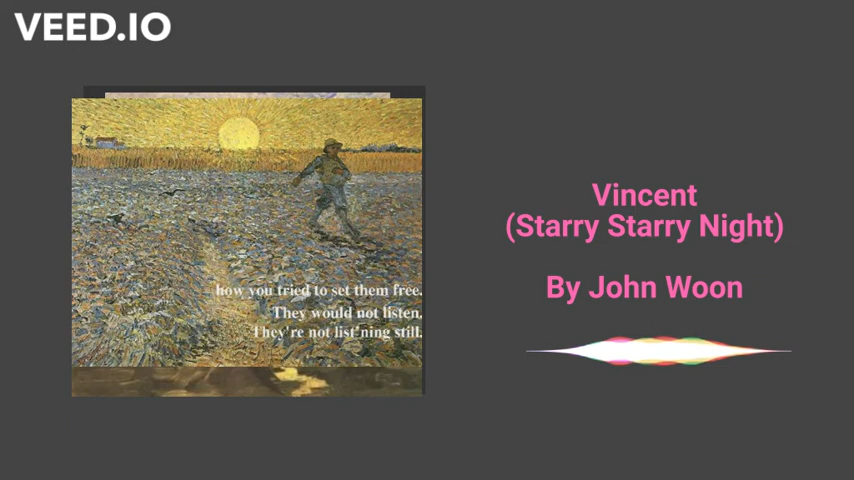 VEED.IO
how you tried to set them free.
They would not listen,
They're not list'ning still.
Vincent
(Starry Starry Night)
By John Woon